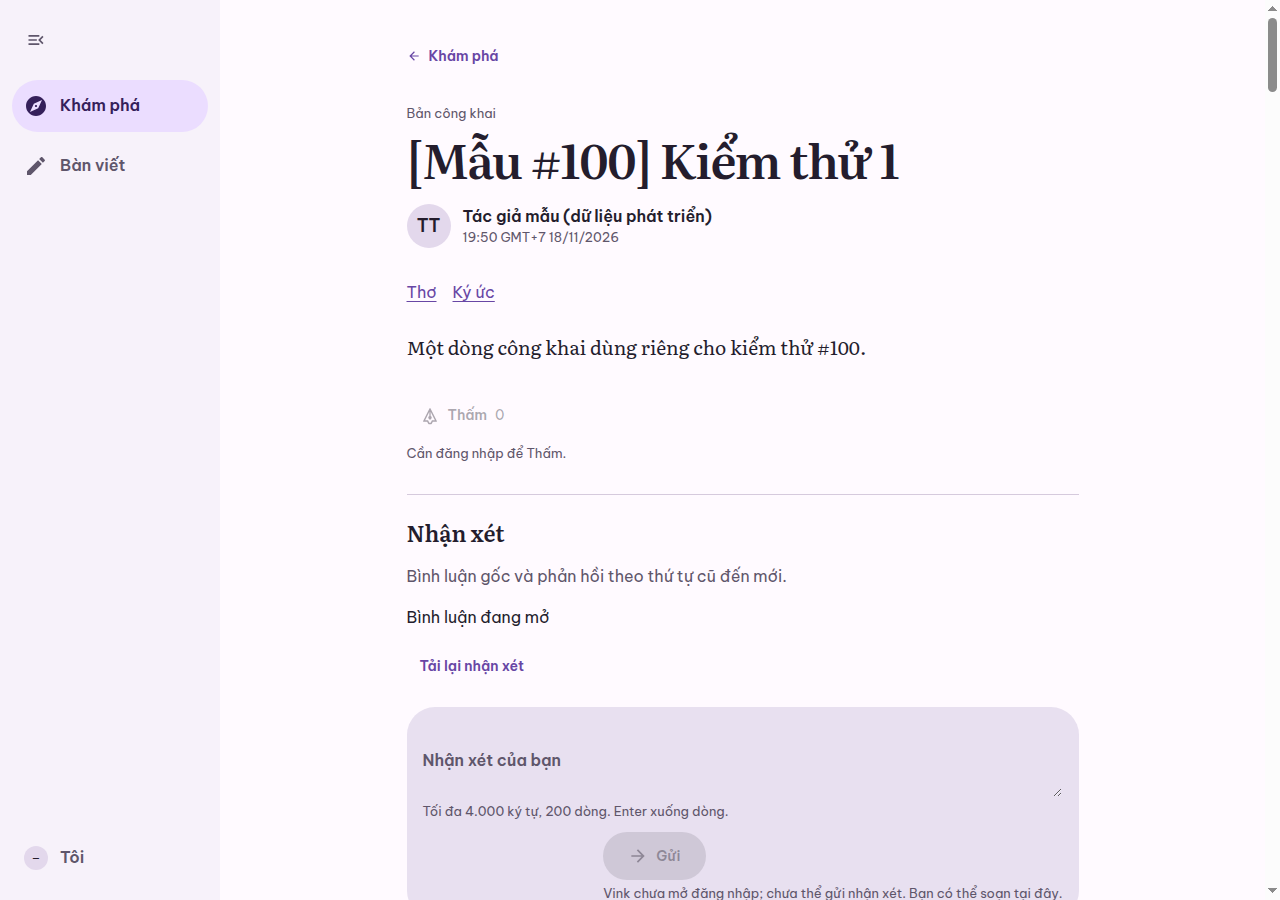 Khám phá
Bàn viết
Tôi
Khám phá
Bản công khai
[Mẫu #100] Kiểm thử 1
TT
Tác giả mẫu (dữ liệu phát triển)
19:50 GMT+7 18/11/2026
Thơ Ký ức
Một dòng công khai dùng riêng cho kiểm thử #100.
Thấm 0
Cần đăng nhập để Thấm.
Nhận xét
Bình luận gốc và phản hồi theo thứ tự cũ đến mới.
Bình luận đang mở
Tải lại nhận xét
Nhận xét của bạn
Tối đa 4.000 ký tự, 200 dòng. Enter xuống dòng.
Gửi
Vink chưa mở đăng nhập; chưa thể gửi nhận xét. Bạn có thể soạn tại đây.